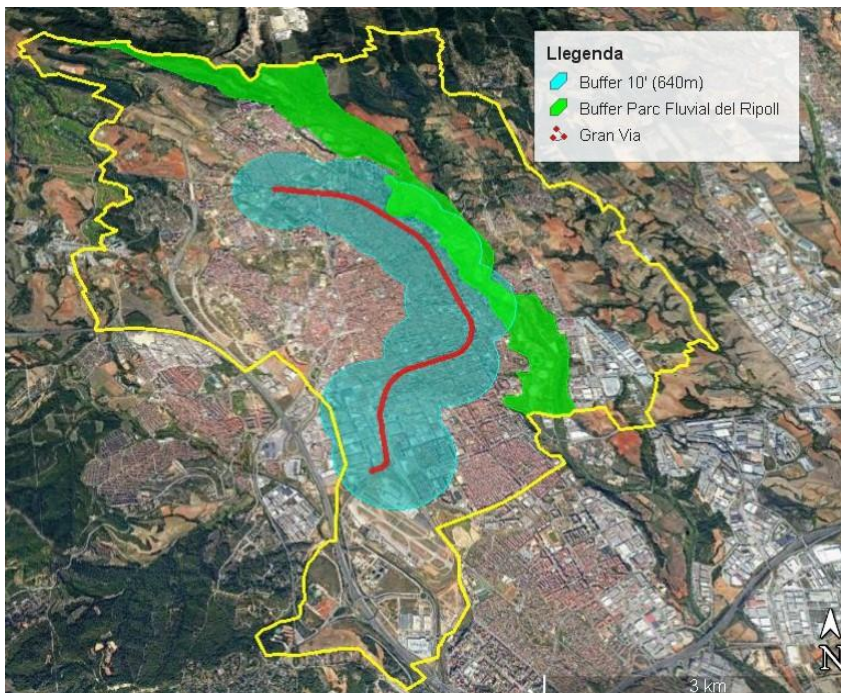 Llegenda
Buffer 10' (640m)
Buffer Parc Fluvial del Ripoll
Gran Via
N
3 km